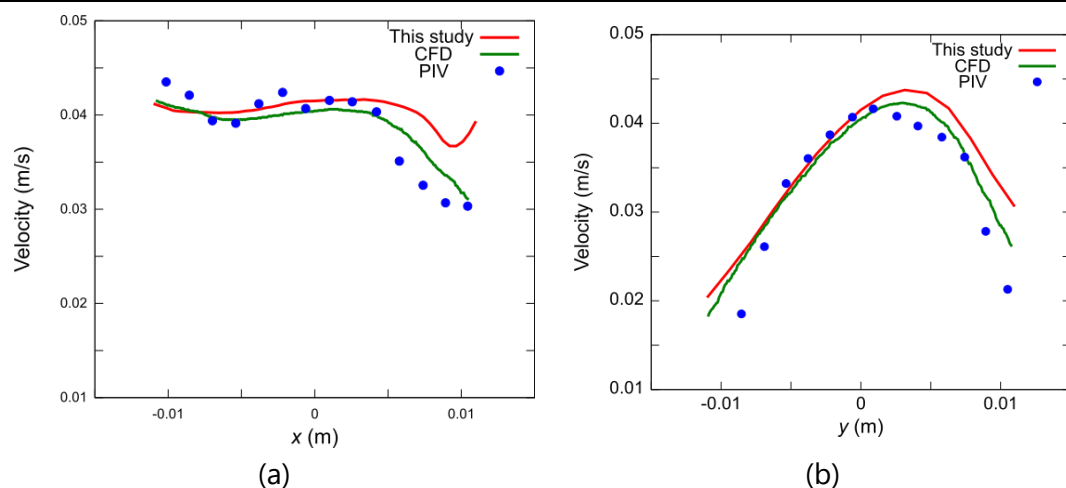 0.05
0.04
0.03
0.02
0.01
Velocity (m/s)
This study
CFD
PIV
-0.01 0 0.01
x (m)
(a)
0.05
0.04
0.03
0.02
0.01
Velocity (m/s)
This study
CFD
PIV
-0.01 0 0.01
y (m)
(b)